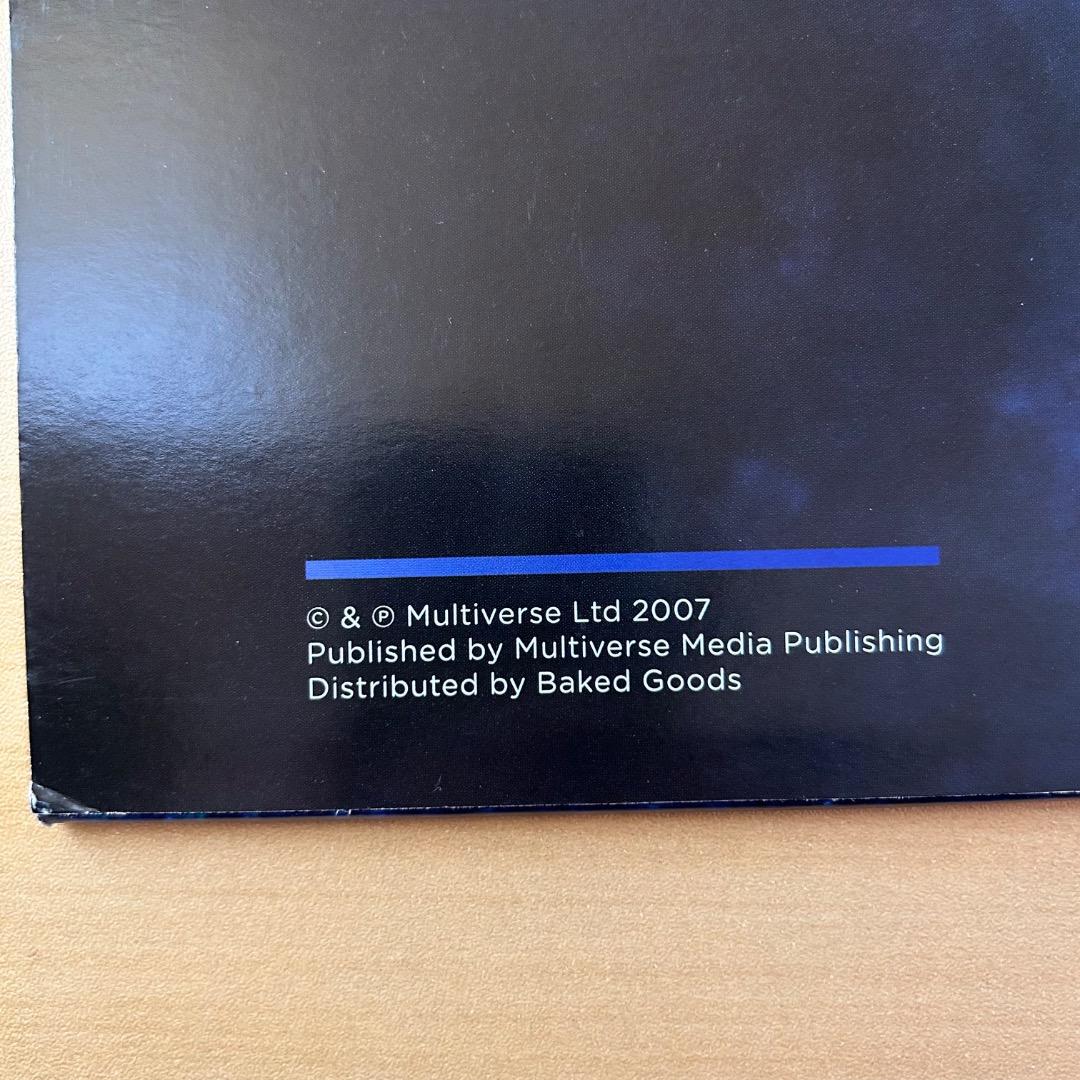 © & ℗ Multiverse Ltd 2007
Published by Multiverse Media Publishing
Distributed by Baked Goods